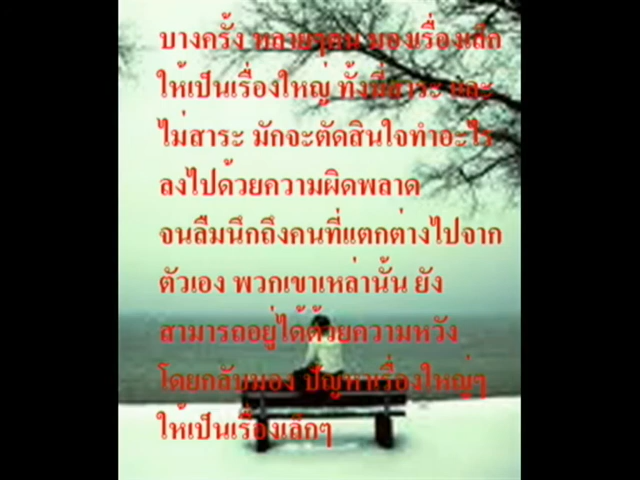 บางครั้ง หลายๆคน มองเรื่องเล็ก
ให้เป็นเรื่องใหญ่ ทั้งที่สาระ และ
ไม่สาระ มักจะตัดสินใจทำอะไร
ลงไปด้วยความผิดพลาด
จนลืมนึกถึงคนที่แตกต่างไปจาก
ตัวเอง พวกเขาเหล่านั้น ยัง
สามารถอยู่ได้ด้วยความหวัง
โดยกลับมอง ปัญหาเรื่องใหญ่ๆ
ให้เป็นเรื่องเล็กๆ